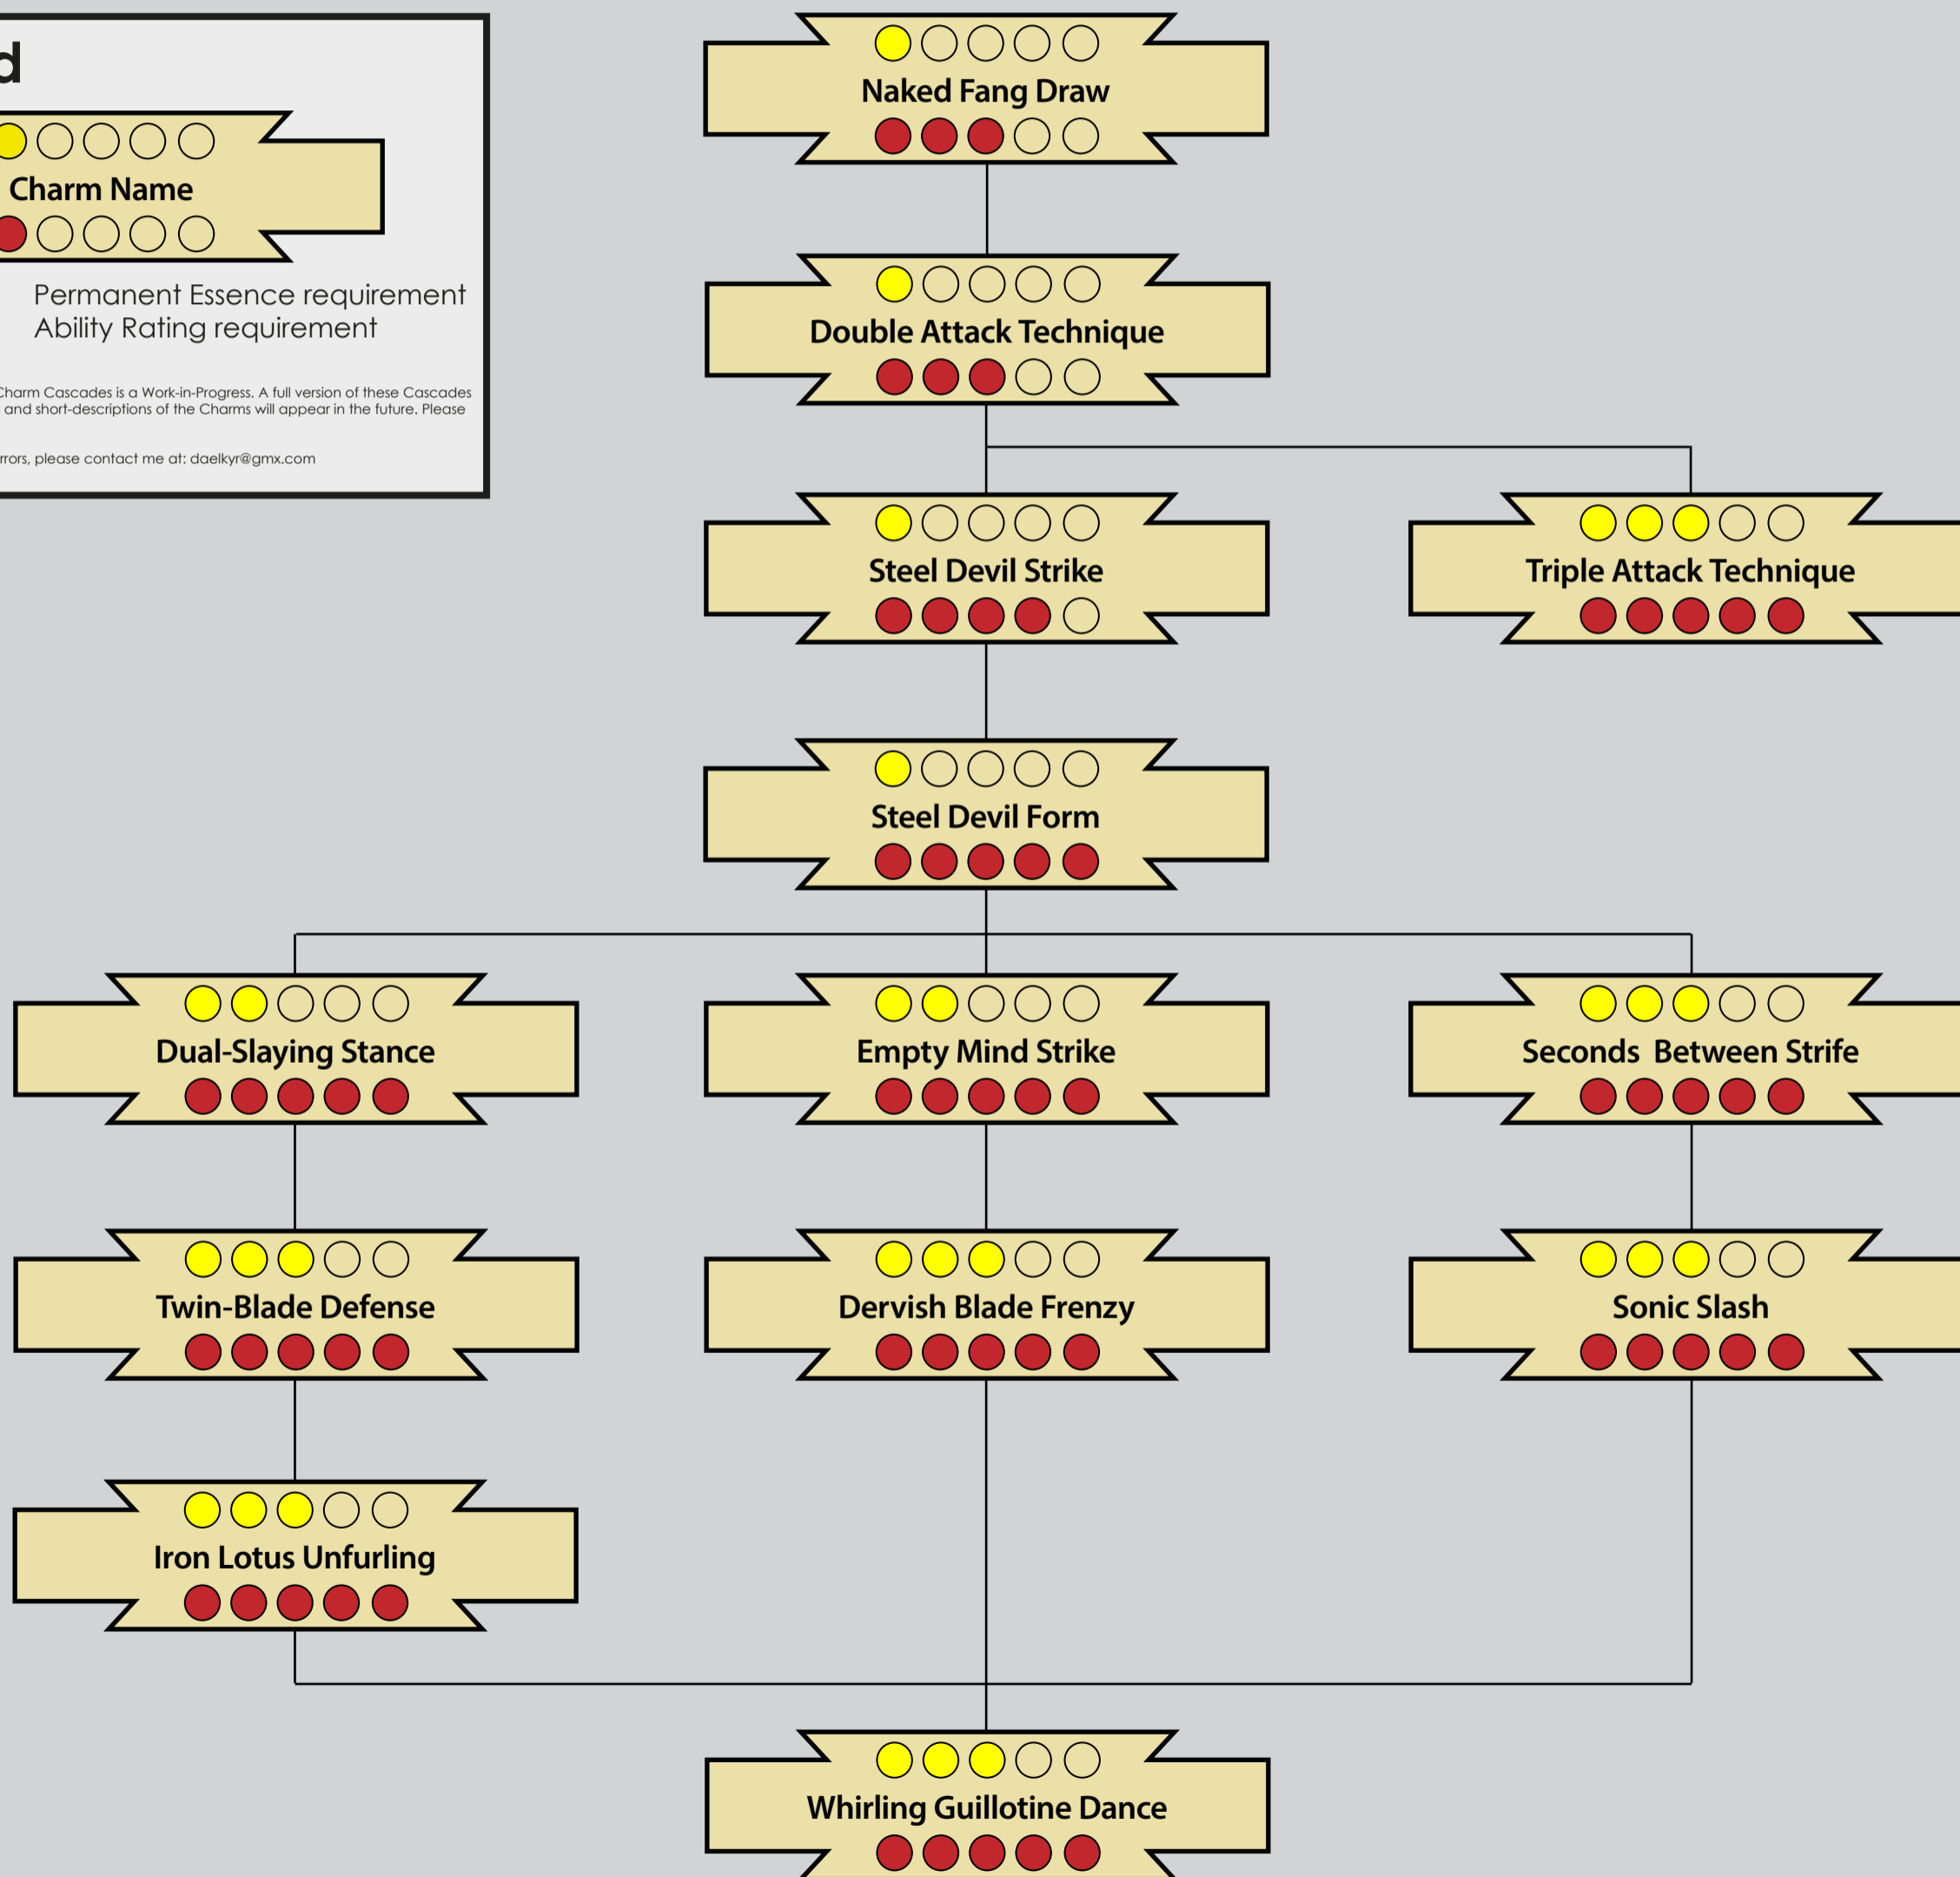 d
Charm Name
Permanent Essence requirement
Ability Rating requirement
Charm Cascades is a Work-in-Progress. A full version of these Cascades
and short-descriptions of the Charms will appear in the future. Please
rrors, please contact me at: daelkyr@gmx.com
Naked Fang Draw
Double Attack Technique
Steel Devil Strike
Triple Attack Technique
Steel Devil Form
Dual-Slaying Stance
Empty Mind Strike
Seconds Between Strife
Twin-Blade Defense
Dervish Blade Frenzy
Sonic Slash
Iron Lotus Unfurling
Whirling Guillotine Dance